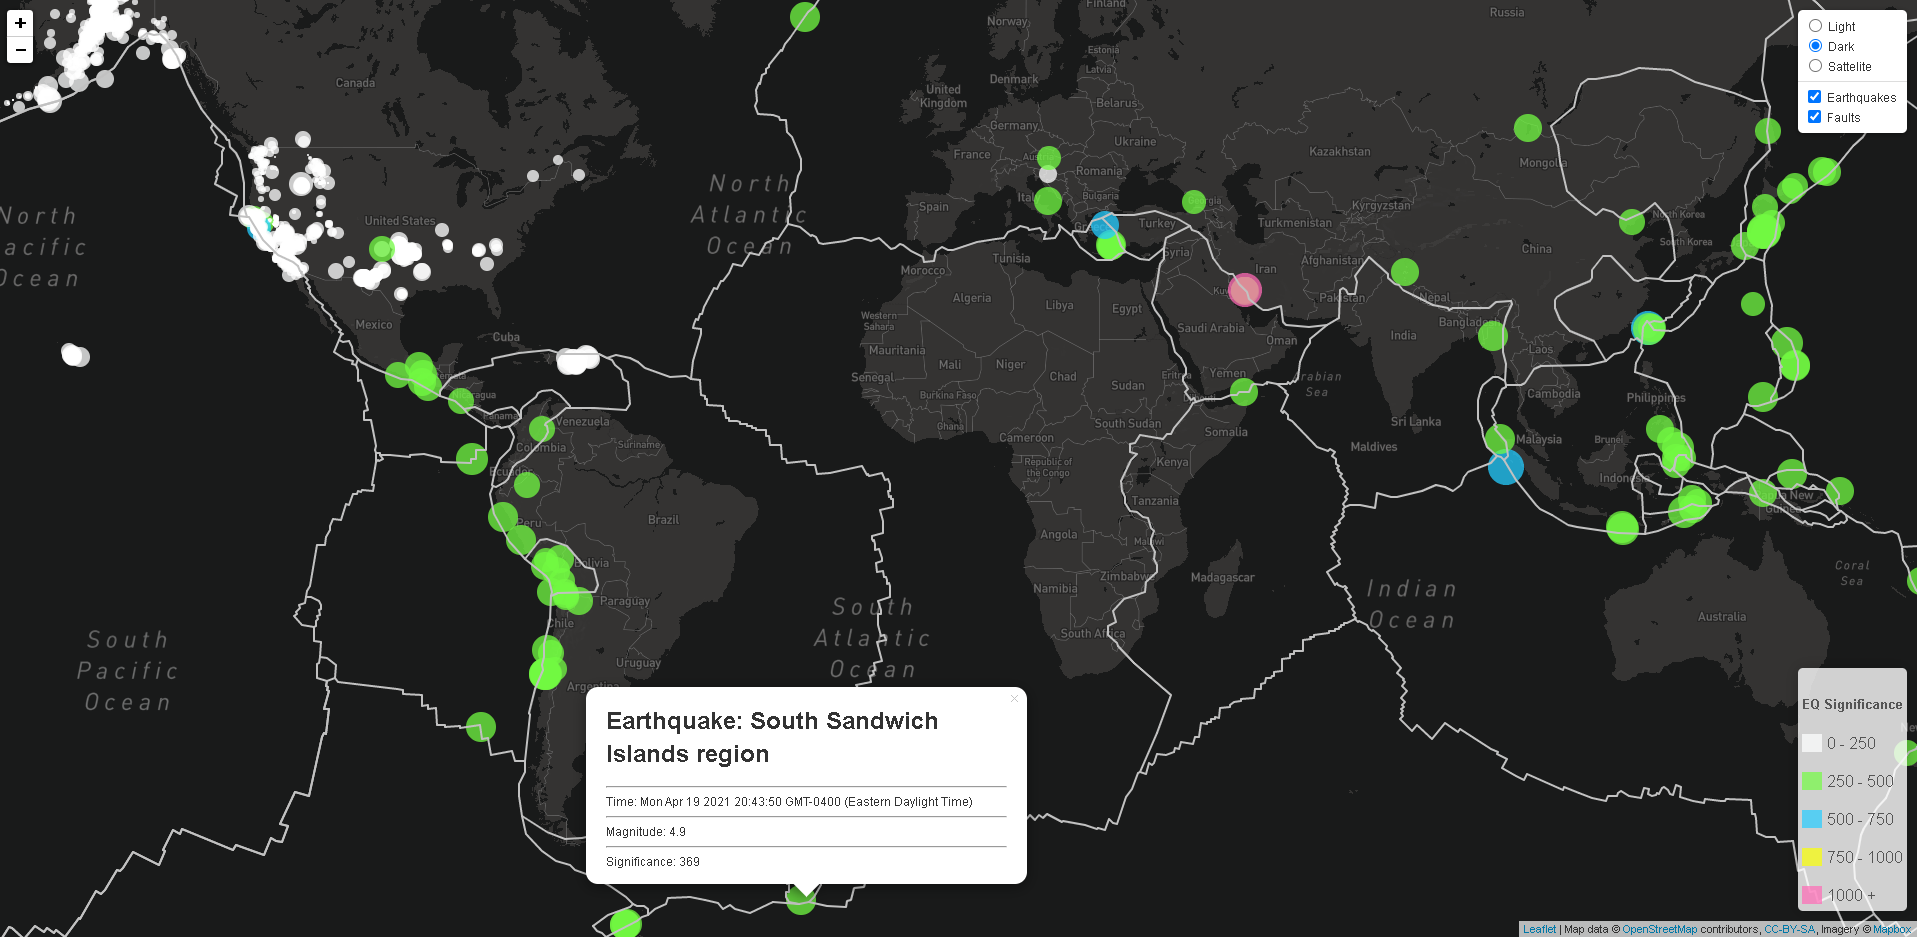 +
−
Light
Dark
Sattelite
Earthquakes
Faults
Russia
Finland
Norway
Estonia
Latvia
Canada
Denmark
United
Kingdom
Belarus
Germany
Ukraine
France
Kazakhstan
Mongolia
Romania
North
Atlantic
Ocean
North
Pacific
Ocean
United States
Spain
Bulgaria
Georgia
Kyrgyzstan
North Korea
Turkey
Turkmenistan
South Korea
China
Syria
Tunisia
Morocco
Iran
Afghanistan
Algeria
Libya
Egypt
Pakistan
Nepal
Western
Sahara
Mexico
Cuba
Saudi Arabia
India
Bangladesh
Oman
Mauritania
Mali
Niger
Laos
Senegal
Chad
Sudan
Eritrea
Yemen
Arabian
Sea
Burkina Faso
Djibouti
Cambodia
Philippines
Nicaragua
Panama
Venezuela
Ghana
South Sudan
Sri Lanka
Cameroon
Somalia
Maldives
Malaysia
Brunei
Colombia
Suriname
Ecuador
Republic of
the Congo
Kenya
Indonesia
Papua New
Guinea
Tanzania
Peru
Brazil
Angola
Malawi
Coral
Sea
Bolivia
Namibia
Zimbabwe
Madagascar
Indian
Ocean
Paraguay
South
Atlantic
Ocean
Chile
South Africa
Australia
South
Pacific
Ocean
Uruguay
Argentina
×
Earthquake: South Sandwich
Islands region
Time: Mon Apr 19 2021 20:43:50 GMT-0400 (Eastern Daylight Time)
Magnitude: 4.9
Significance: 369
EQ Significance
0 - 250
250 - 500
500 - 750
750 - 1000
1000 +
Leaflet | Map data © OpenStreetMap contributors, CC-BY-SA, Imagery © Mapbox